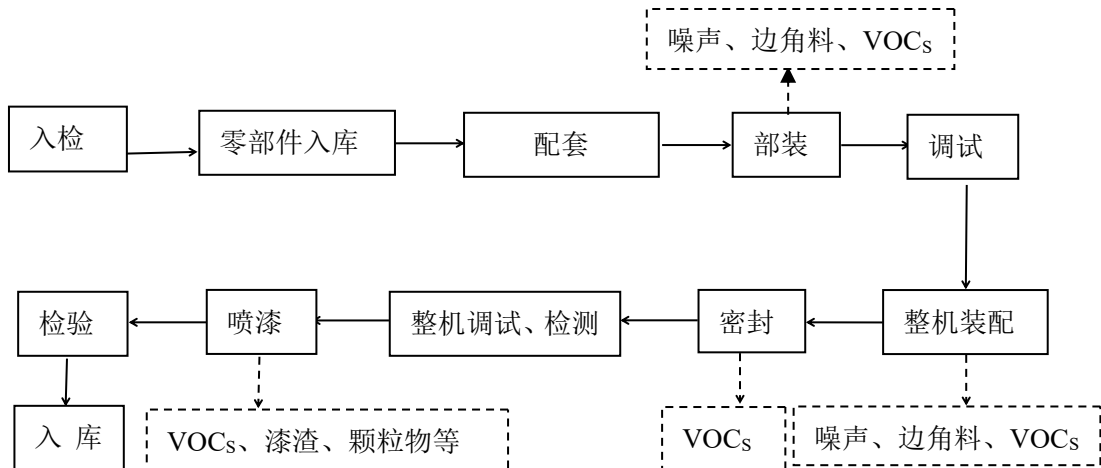 噪声、边角料、VOCS
入检
零部件入库
配套
部装
调试
检验
喷漆
整机调试、检测
密封
整机装配
入 库
VOCS、漆渣、颗粒物等
VOCS
噪声、边角料、VOCS